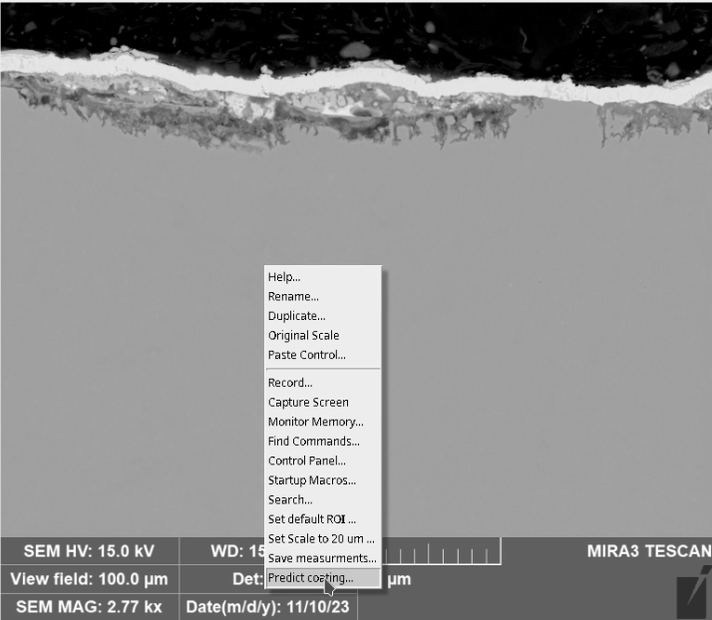 Help...
Rename...
Duplicate...
Original Scale
Paste Control...
Record...
Capture Screen
Monitor Memory...
Find Commands...
Control Panel...
Startup Macros...
Search...
Set default ROI ...
Set Scale to 20 um ...
Save measurments...
Predict coating...
SEM HV: 15.0 kV WD: 15 MIRA3 TESCAN
View field: 100.0 µm Det: µm
SEM MAG: 2.77 kx Date(m/d/y): 11/10/23